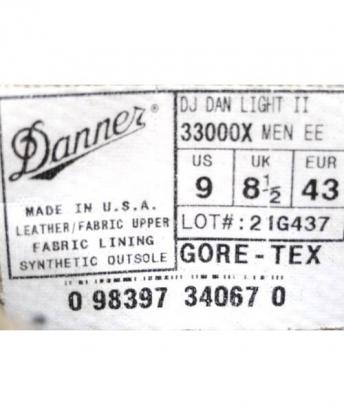 Danner®
MADE IN U.S.A.
LEATHER/FABRIC UPPER
FABRIC LINING
SYNTHETIC OUTSOLE
DJ DAN LIGHT II
33000X MEN EE
US UK EUR
9 8½ 43
LOT#:21G437
GORE-TEX
0 98397 34067 0